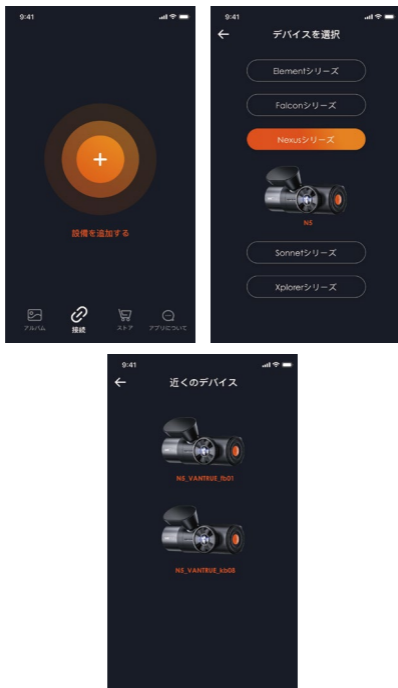 9:41
設備を追加する
アルバム
接続
ストア
アプリについて
9:41
デバイスを選択
Elementシリーズ
Falconシリーズ
Nexusシリーズ
N5
Sonnetシリーズ
Xplorerシリーズ
9:41
近くのデバイス
N5_VANTRUE_fb01
N5_VANTRUE_kb08